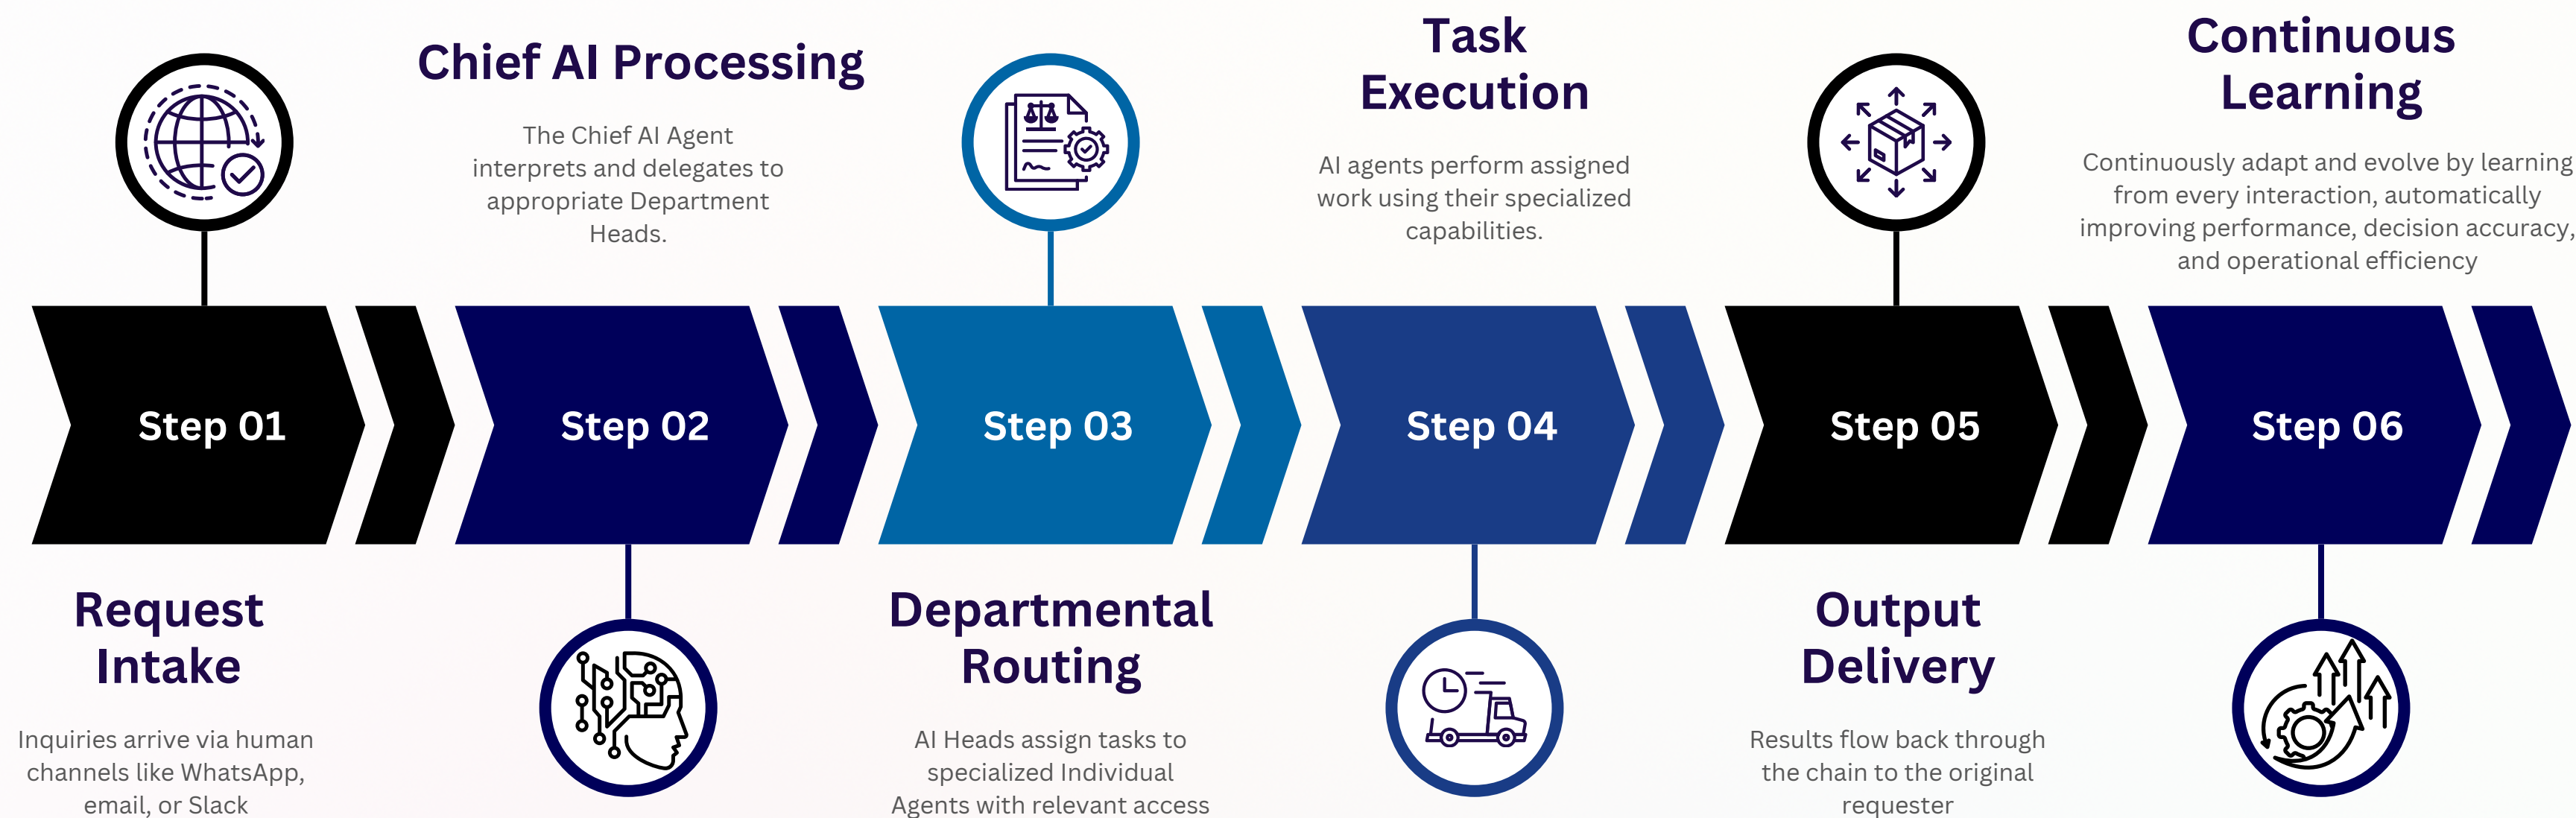 Request
Intake
Inquiries arrive via human
channels like WhatsApp,
email, or Slack
Step 01
Chief AI Processing
The Chief AI Agent
interprets and delegates to
appropriate Department
Heads.
Step 02
Step 03
Departmental
Routing
AI Heads assign tasks to
specialized Individual
Agents with relevant access
Task
Execution
AI agents perform assigned
work using their specialized
capabilities.
Step 04
Step 05
Output
Delivery
Results flow back through
the chain to the original
requester
Continuous
Learning
Continuously adapt and evolve by learning
from every interaction, automatically
improving performance, decision accuracy,
and operational efficiency
Step 06